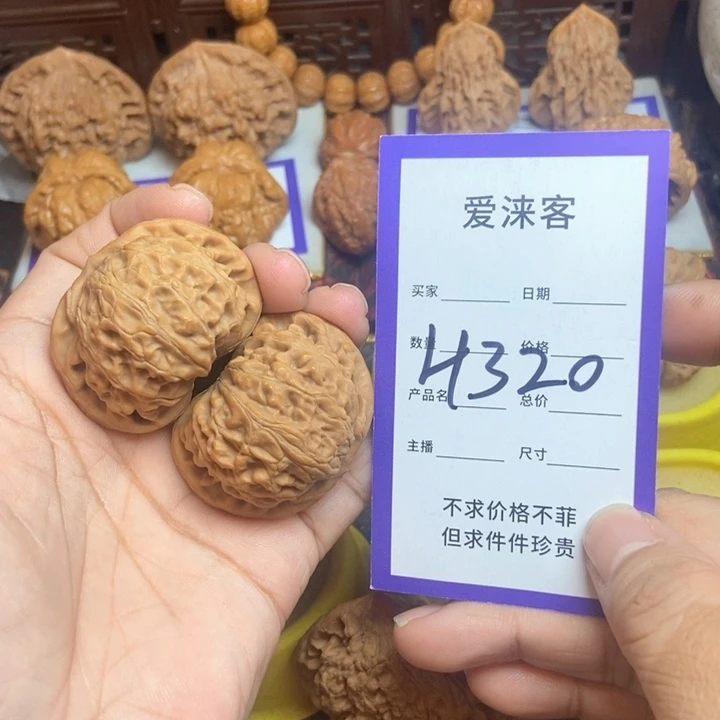 爱涞客
买家 日期
数量 价格
4320
产品名 总价
主播 尺寸
不求价格不菲
但求件件珍贵